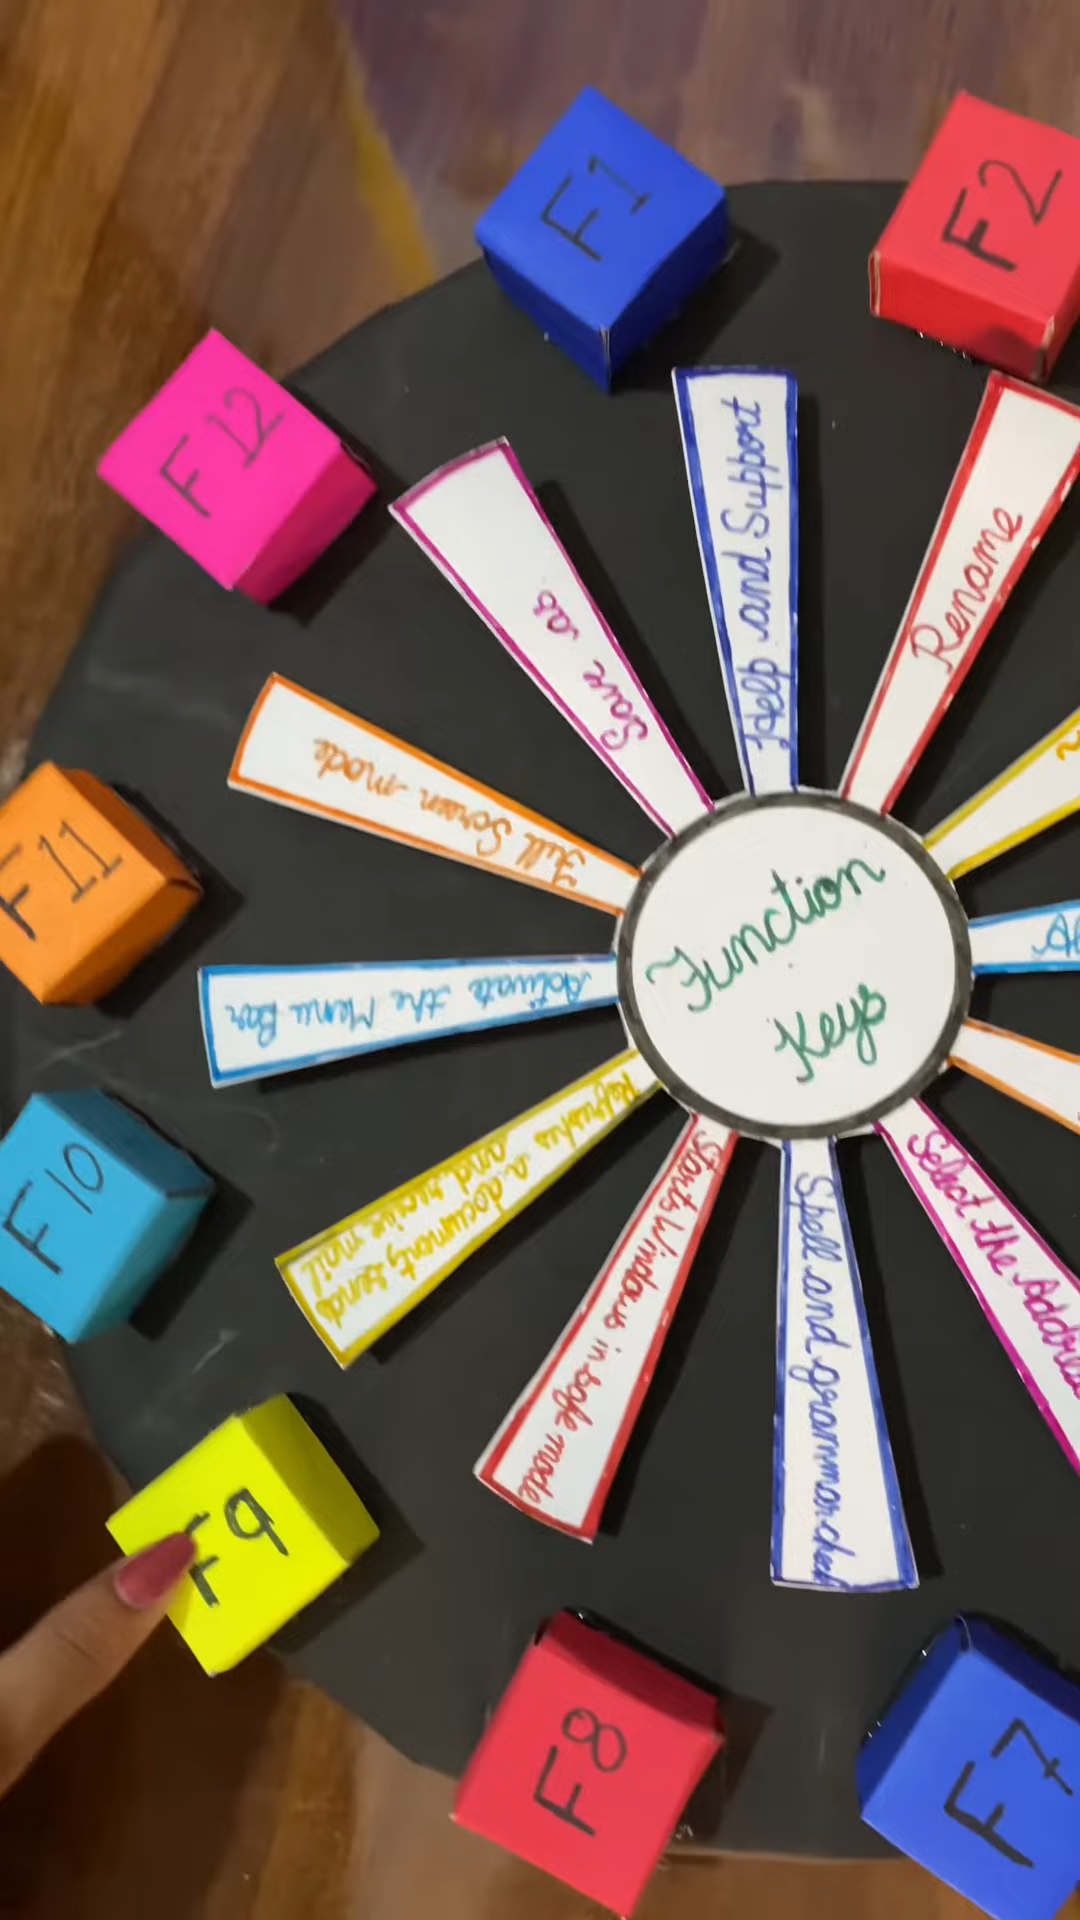 F1
F2
F12
F11
F10
F9
F8
F7
Function
Keys
Help and Support
Rename
Save as
Full Screen mode
Activate the Menu Bar
Refreshes a document, send
and receive mail
Starts Windows in safe mode
Spell and grammar check
Select the Address